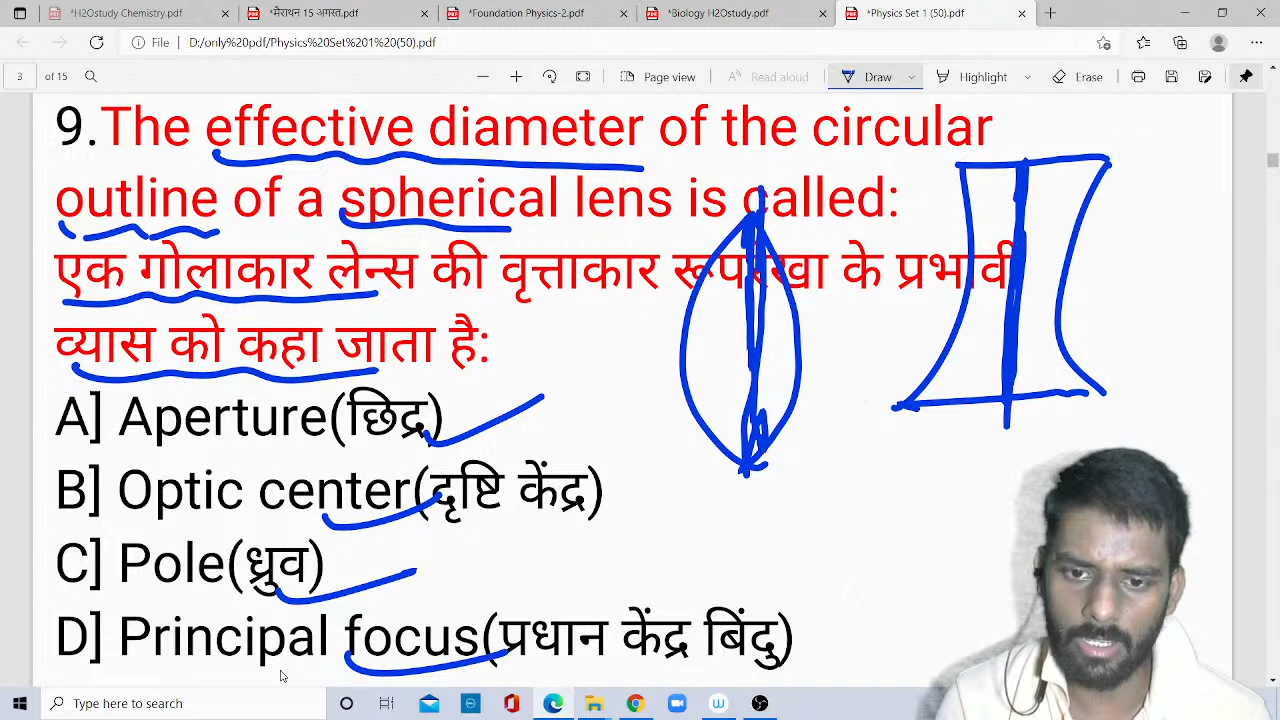 *H2Ostudy Chemistry.pdf
*मैराथन 15 अगस्त.pdf
*Foundation Physics-2.pdf
*Biology H2Ostudy.pdf
*Physics Set 1 (50).pdf
File
D:/only%20pdf/Physics%20Set%201%20(50).pdf
3 of 15
Page view
Read aloud
Draw
Highlight
Erase
9.The effective diameter of the circular
outline of a spherical lens is called:
एक गोलाकार लेन्स की वृत्ताकार रूपरेखा के प्रभावी
व्यास को कहा जाता है:
A] Aperture(छिद्र)
B] Optic center(दृष्टि केंद्र)
C] Pole(ध्रुव)
D] Principal focus(प्रधान केंद्र बिंदु)
Type here to search